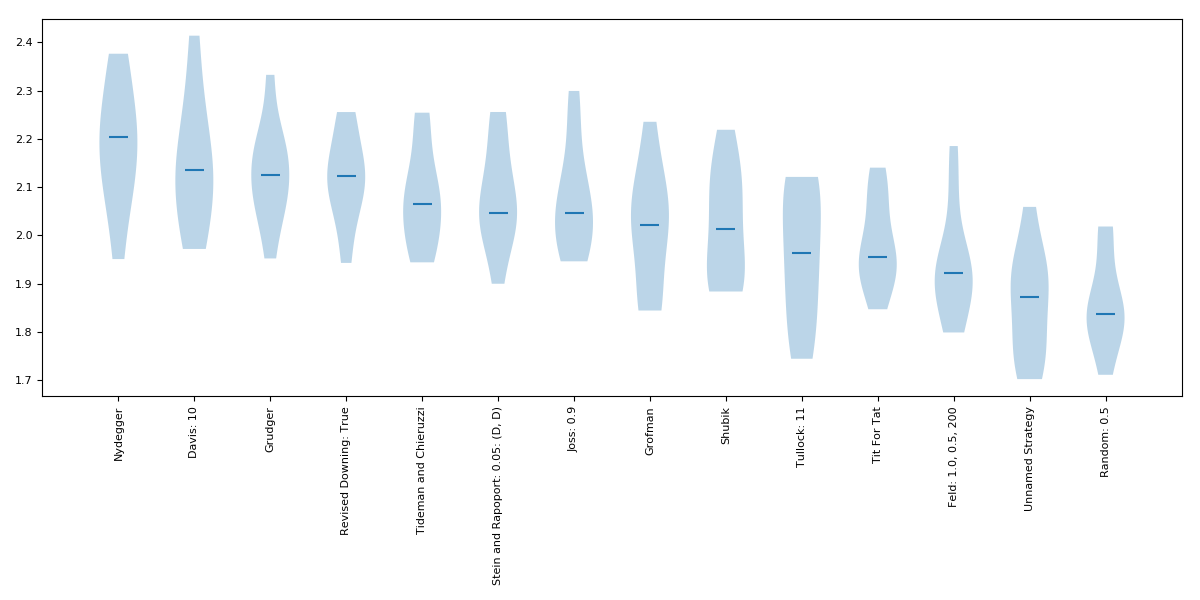 2.4
2.3
2.2
2.1
2.0
1.9
1.8
1.7
Nydegger
Davis: 10
Grudger
Revised Downing: True
Tideman and Chieruzzi
Stein and Rapoport: 0.05: (D, D)
Joss: 0.9
Grofman
Shubik
Tullock: 11
Tit For Tat
Feld: 1.0, 0.5, 200
Unnamed Strategy
Random: 0.5